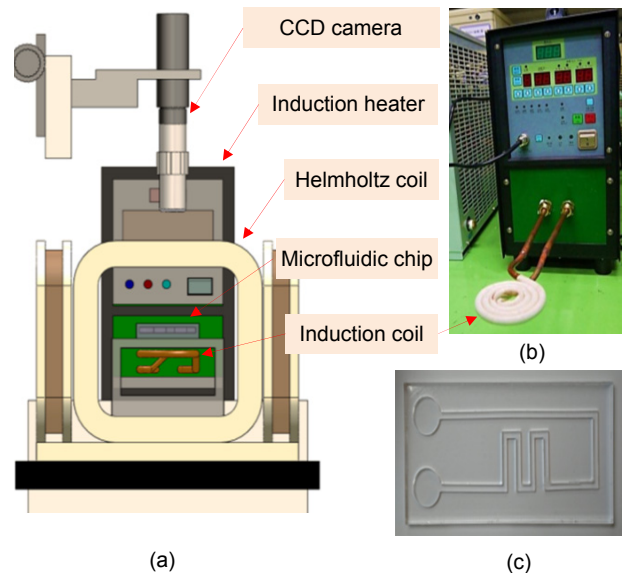 CCD camera
Induction heater
Helmholtz coil
Microfluidic chip
Induction coil
(a)
(b)
(c)